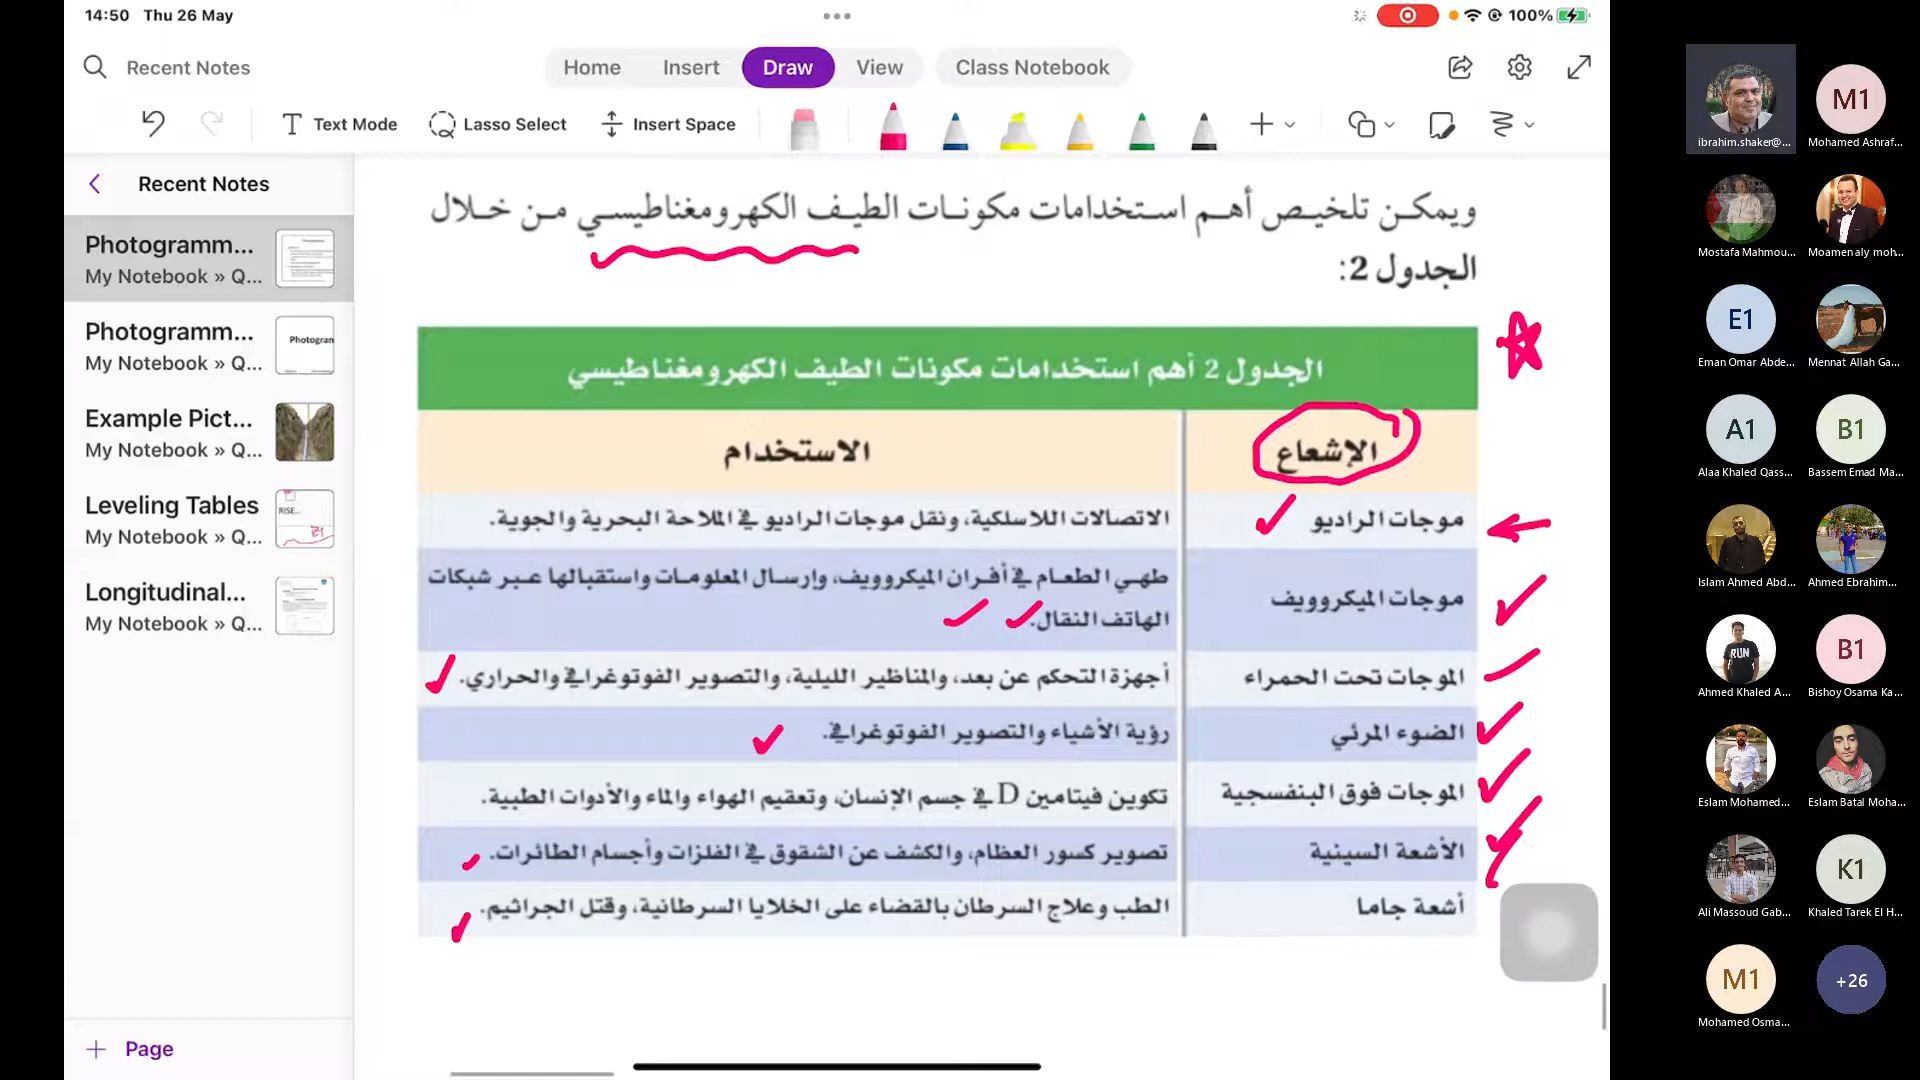 14:50 Thu 26 May
100%
Recent Notes
Home
Insert
Draw
View
Class Notebook
Text Mode
Lasso Select
Insert Space
Recent Notes
Photogramm...
My Notebook » Q...
Photogramm...
My Notebook » Q...
Photogran
Example Pict...
My Notebook » Q...
Leveling Tables
My Notebook » Q...
RISE...
Longitudinal...
My Notebook » Q...
Page
ويمكن تلخيص أهم استخدامات مكونات الطيف الكهرومغناطيسي من خلال
الجدول 2:
الجدول 2 أهم استخدامات مكونات الطيف الكهرومغناطيسي
الإشعاع
الاستخدام
موجات الراديو
الاتصالات اللاسلكية، ونقل موجات الراديو في الملاحة البحرية والجوية.
موجات الميكروويف
طهي الطعام في أفران الميكروويف، وإرسال المعلومات واستقبالها عبر شبكات
الهاتف النقال.
الموجات تحت الحمراء
أجهزة التحكم عن بعد، والمناظير الليلية، والتصوير الفوتوغرافي والحراري.
الضوء المرئي
رؤية الأشياء والتصوير الفوتوغرافي.
الموجات فوق البنفسجية
تكوين فيتامين D في جسم الإنسان، وتعقيم الهواء والماء والأدوات الطبية.
الأشعة السينية
تصوير كسور العظام، والكشف عن الشقوق في الفلزات وأجسام الطائرات.
أشعة جاما
الطب وعلاج السرطان بالقضاء على الخلايا السرطانية، وقتل الجراثيم.
ibrahim.shaker@...
M1
Mohamed Ashraf...
Mostafa Mahmou...
Moamenaly moh...
E1
Eman Omar Abde...
Mennat Allah Ga...
A1
Alaa Khaled Qass...
B1
Bassem Emad Ma...
Islam Ahmed Abd...
Ahmed Ebrahim...
RUN
Ahmed Khaled A...
B1
Bishoy Osama Ka...
Eslam Mohamed...
Eslam Batal Moha...
Ali Massoud Gab...
K1
Khaled Tarek El H...
M1
Mohamed Osma...
+26